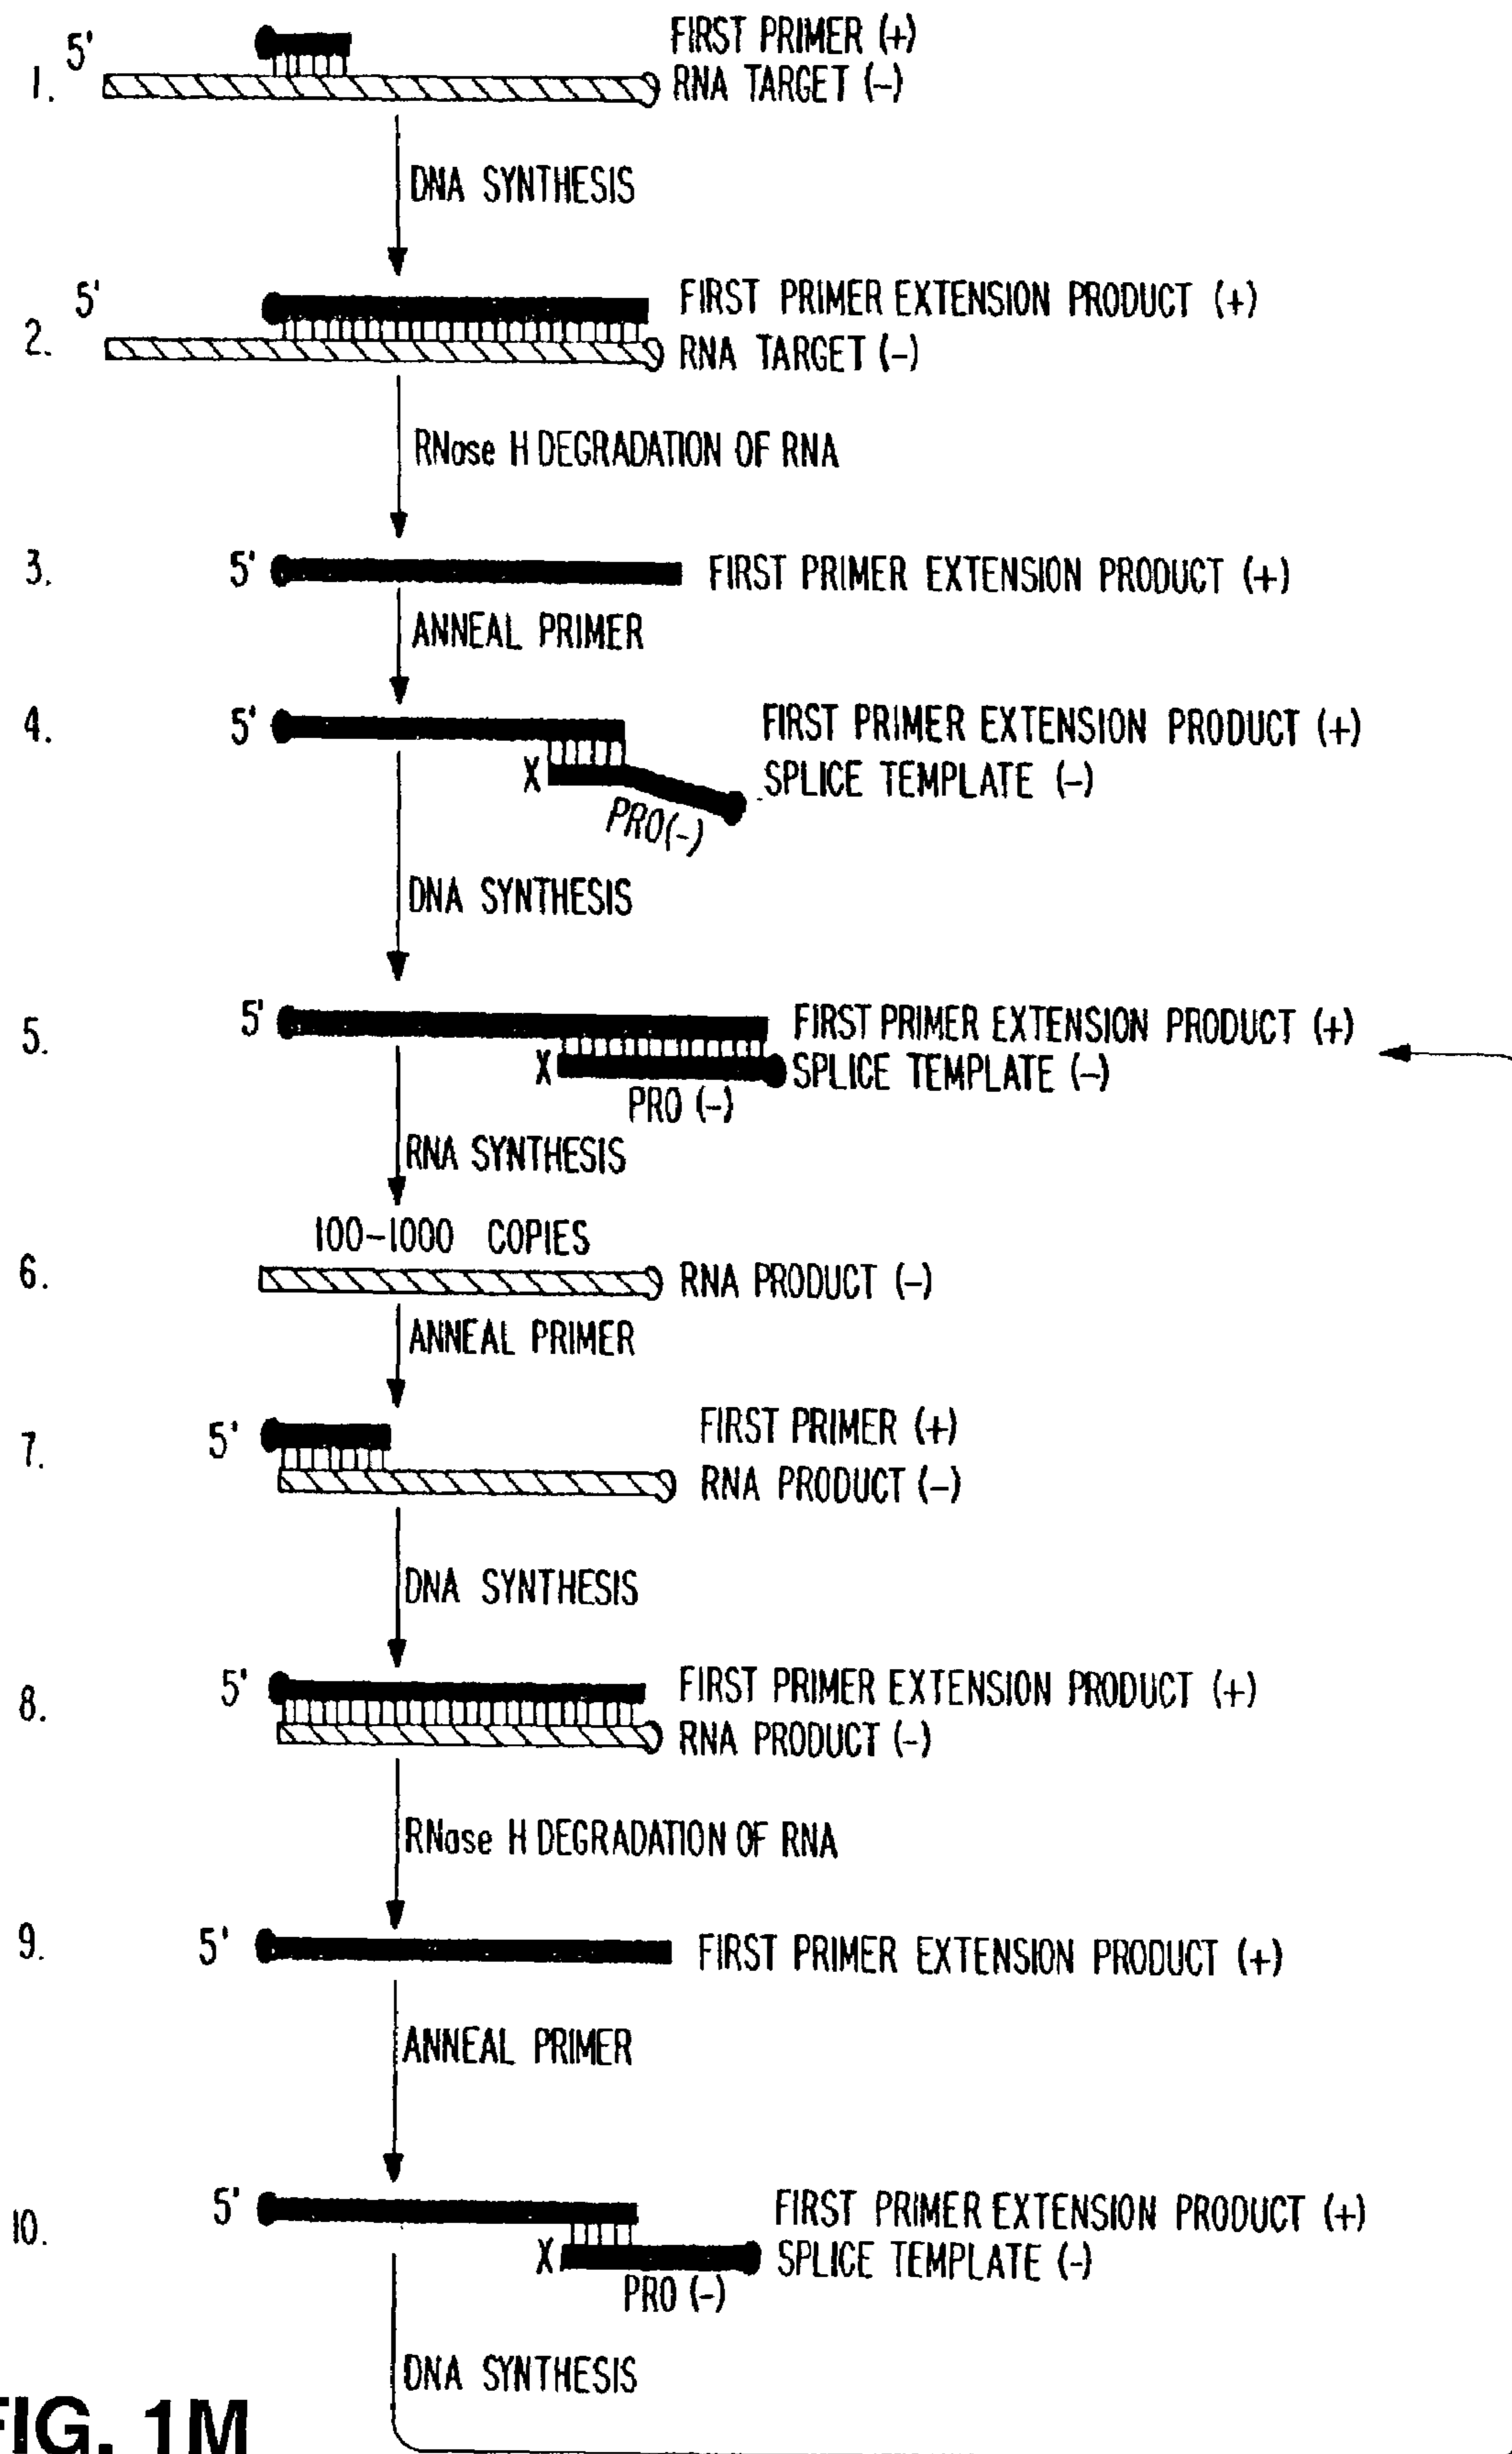 5' FIRST PRIMER (+)
1. RNA TARGET (–)
DNA SYNTHESIS
5' FIRST PRIMER EXTENSION PRODUCT (+)
2. RNA TARGET (–)
RNase H DEGRADATION OF RNA
3. 5' FIRST PRIMER EXTENSION PRODUCT (+)
ANNEAL PRIMER
4. 5' FIRST PRIMER EXTENSION PRODUCT (+)
X SPLICE TEMPLATE (–)
PRO(–)
DNA SYNTHESIS
5. 5' FIRST PRIMER EXTENSION PRODUCT (+)
X SPLICE TEMPLATE (–)
PRO (–)
RNA SYNTHESIS
100–1000 COPIES
6. RNA PRODUCT (–)
ANNEAL PRIMER
7. 5' FIRST PRIMER (+)
RNA PRODUCT (–)
DNA SYNTHESIS
8. 5' FIRST PRIMER EXTENSION PRODUCT (+)
RNA PRODUCT (–)
RNase H DEGRADATION OF RNA
9. 5' FIRST PRIMER EXTENSION PRODUCT (+)
ANNEAL PRIMER
10. 5' FIRST PRIMER EXTENSION PRODUCT (+)
X SPLICE TEMPLATE (–)
PRO (–)
DNA SYNTHESIS
FIG. 1M